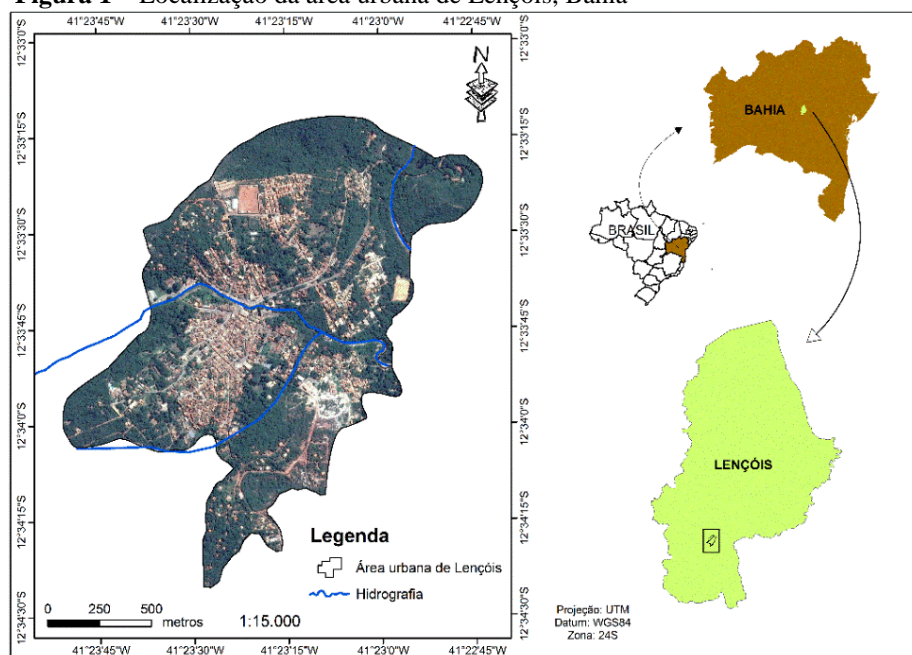 Figura 1 – Localização da área urbana de Lençóis, Bahia
41°23'45"W 41°23'30"W 41°23'15"W 41°23'0"W 41°22'45"W
12°33'0"S
12°33'15"S
12°33'30"S
12°33'45"S
12°34'0"S
12°34'15"S
12°34'30"S
N
Legenda
Área urbana de Lençóis
Hidrografia
0 250 500
metros
1:15.000
41°23'45"W 41°23'30"W 41°23'15"W 41°23'0"W 41°22'45"W
12°33'0"S
12°33'15"S
12°33'30"S
12°33'45"S
12°34'0"S
12°34'15"S
12°34'30"S
BAHIA
BRASIL
LENÇÓIS
Projeção: UTM
Datum: WGS84
Zona: 24S